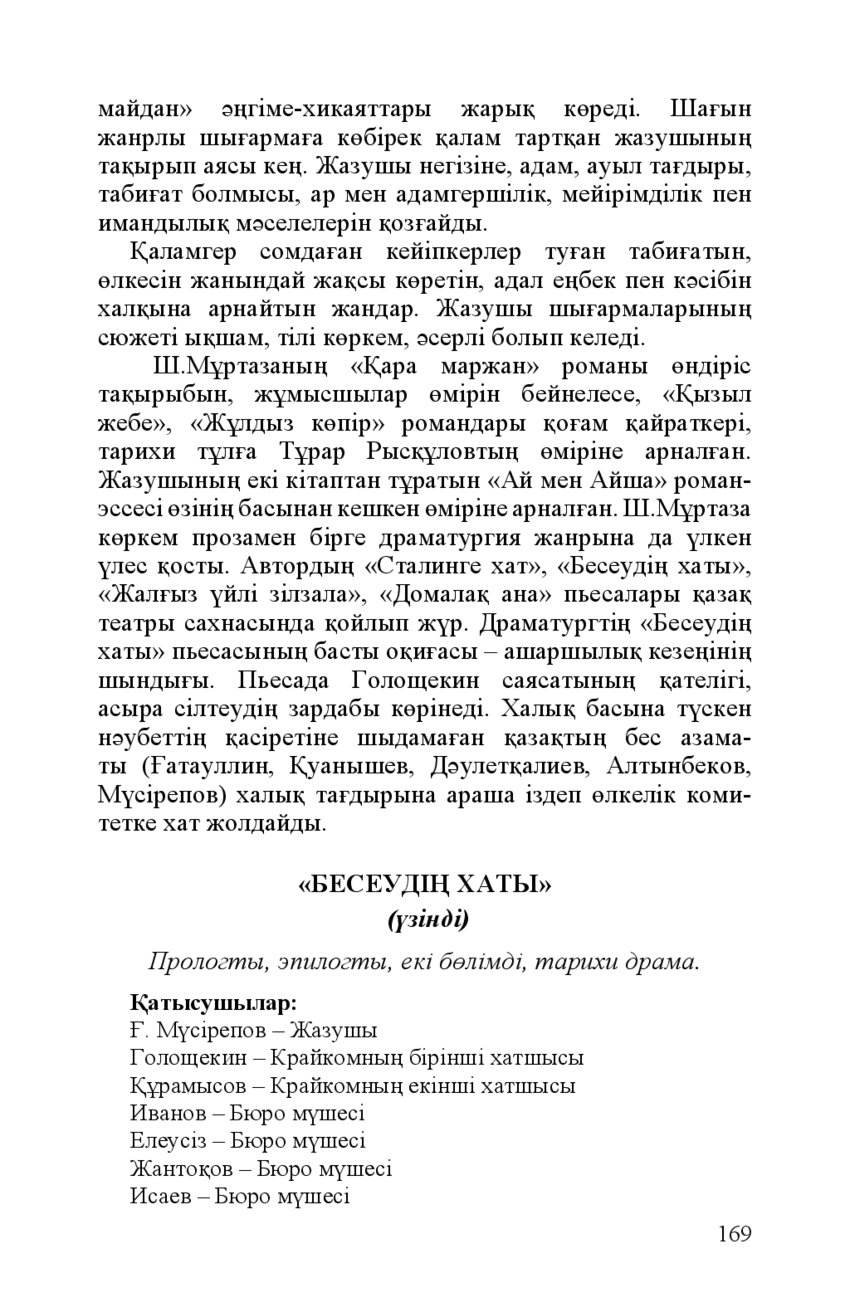 майдан» әңгіме-хикаяттары жарық көреді. Шағын
жанрлы шығармаға көбірек қалам тартқан жазушының
тақырып аясы кең. Жазушы негізіне, адам, ауыл тағдыры,
табиғат болмысы, ар мен адамгершілік, мейірімділік пен
имандылық мәселелерін қозғайды.
Қаламгер сомдаған кейіпкерлер туған табиғатын,
өлкесін жанындай жақсы көретін, адал еңбек пен кәсібін
халқына арнайтын жандар. Жазушы шығармаларының
сюжеті ықшам, тілі көркем, әсерлі болып келеді.
Ш.Мұртазаның «Қара маржан» романы өндіріс
тақырыбын, жұмысшылар өмірін бейнелесе, «Қызыл
жебе», «Жұлдыз көпір» романдары қоғам қайраткері,
тарихи тұлға Тұрар Рысқұловтың өміріне арналған.
Жазушының екі кітаптан тұратын «Ай мен Айша» роман-
эссесі өзінің басынан кешкен өміріне арналған. Ш.Мұртаза
көркем прозамен бірге драматургия жанрына да үлкен
үлес қосты. Автордың «Сталинге хат», «Бесеудің хаты»,
«Жалғыз үйлі зілзала», «Домалақ ана» пьесалары қазақ
театры сахнасында қойлып жүр. Драматургтің «Бесеудің
хаты» пьесасының басты оқиғасы – ашаршылық кезеңінің
шындығы. Пьесада Голощекин саясатының қателігі,
асыра сілтеудің зардабы көрінеді. Халық басына түскен
нәубеттің қасіретіне шыдамаған қазақтың бес азама-
ты (Ғатауллин, Қуанышев, Дәулетқалиев, Алтынбеков,
Мүсірепов) халық тағдырына араша іздеп өлкелік коми-
тетке хат жолдайды.
«БЕСЕУДІҢ ХАТЫ»
(үзінді)
Прологты, эпилогты, екі бөлімді, тарихи драма.
Қатысушылар:
Ғ. Мүсірепов – Жазушы
Голощекин – Крайкомның бірінші хатшысы
Құрамысов – Крайкомның екінші хатшысы
Иванов – Бюро мүшесі
Елеусіз – Бюро мүшесі
Жантоқов – Бюро мүшесі
Исаев – Бюро мүшесі
169